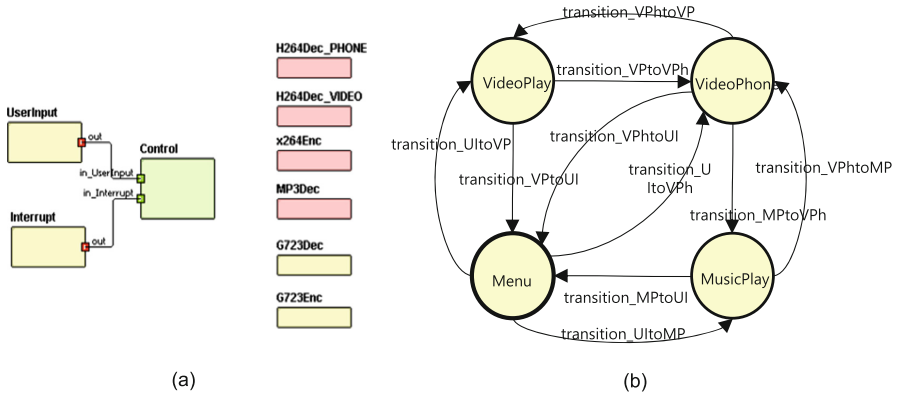 H264Dec_PHONE
H264Dec_VIDEO
x264Enc
MP3Dec
G723Dec
G723Enc
UserInput
out
Control
in_UserInput
in_Interrupt
Interrupt
out
(a)
transition_VPhtoVP
VideoPlay
transition_VPtoVPh
VideoPhone
transition_UItoVP
transition_VPhtoUI
transition_VPtoUI
transition_U
ItoVPh
transition_VPhtoMP
transition_MPtoVPh
Menu
MusicPlay
transition_MPtoUI
transition_UItoMP
(b)